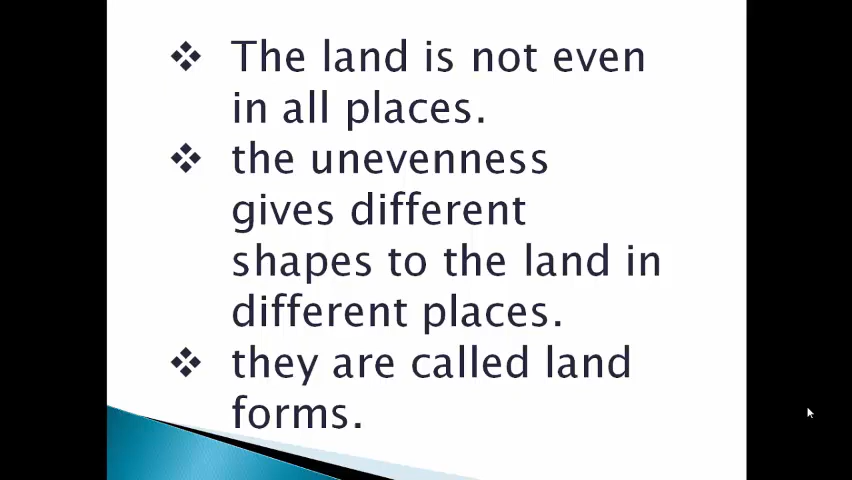 ❖ The land is not even
in all places.
❖ the unevenness
gives different
shapes to the land in
different places.
❖ they are called land
forms.